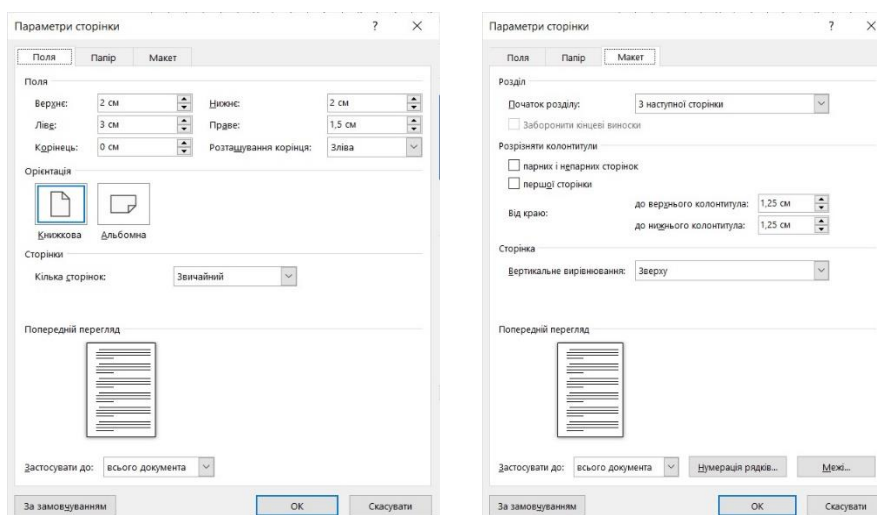 Параметри сторінки ? ×
Поля Папір Макет
Поля
Верхнє: 2 см Нижнє: 2 см
Ліве: 3 см Праве: 1,5 см
Корінець: 0 см Розташування корінця: Зліва
Орієнтація
Книжкова Альбомна
Сторінки
Кілька сторінок: Звичайний
Попередній перегляд
Застосувати до: всього документа
За замовчуванням ОК Скасувати
Параметри сторінки ? ×
Поля Папір Макет
Розділ
Початок розділу: З наступної сторінки
Заборонити кінцеві виноски
Розрізняти колонтитули
парних і непарних сторінок
першої сторінки
Від краю:
до верхнього колонтитула: 1,25 см
до нижнього колонтитула: 1,25 см
Сторінка
Вертикальне вирівнювання: Зверху
Попередній перегляд
Застосувати до: всього документа Нумерація рядків... Межі...
За замовчуванням ОК Скасувати